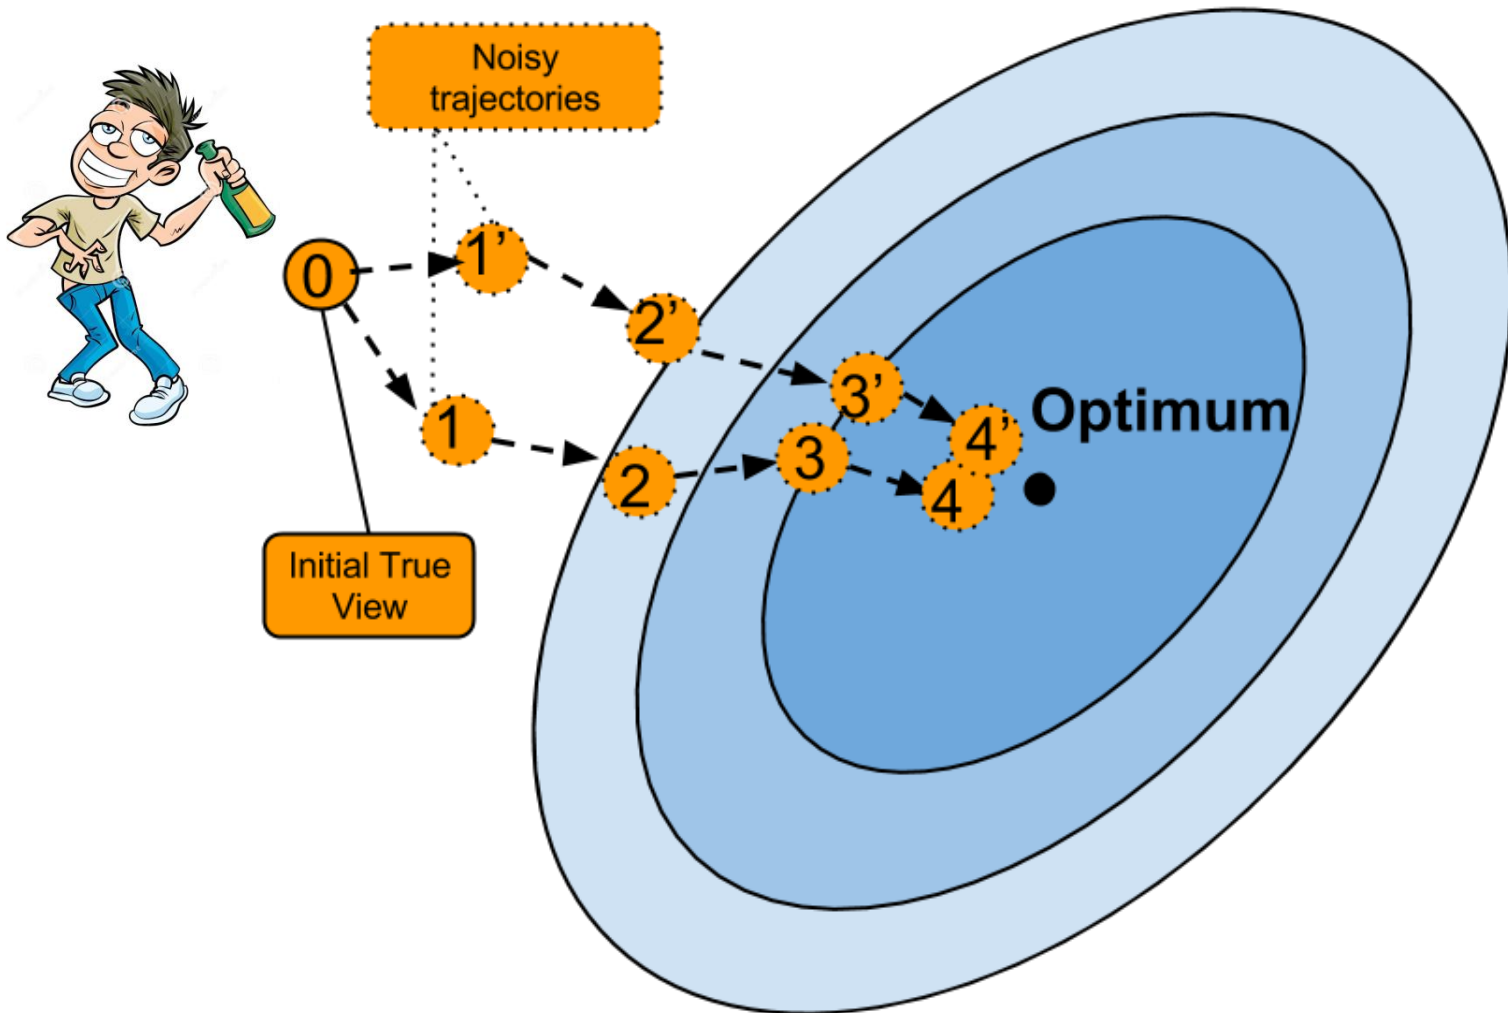 Noisy
trajectories
0
1’
2’
3’
4’
1
2
3
4
Optimum
Initial True
View